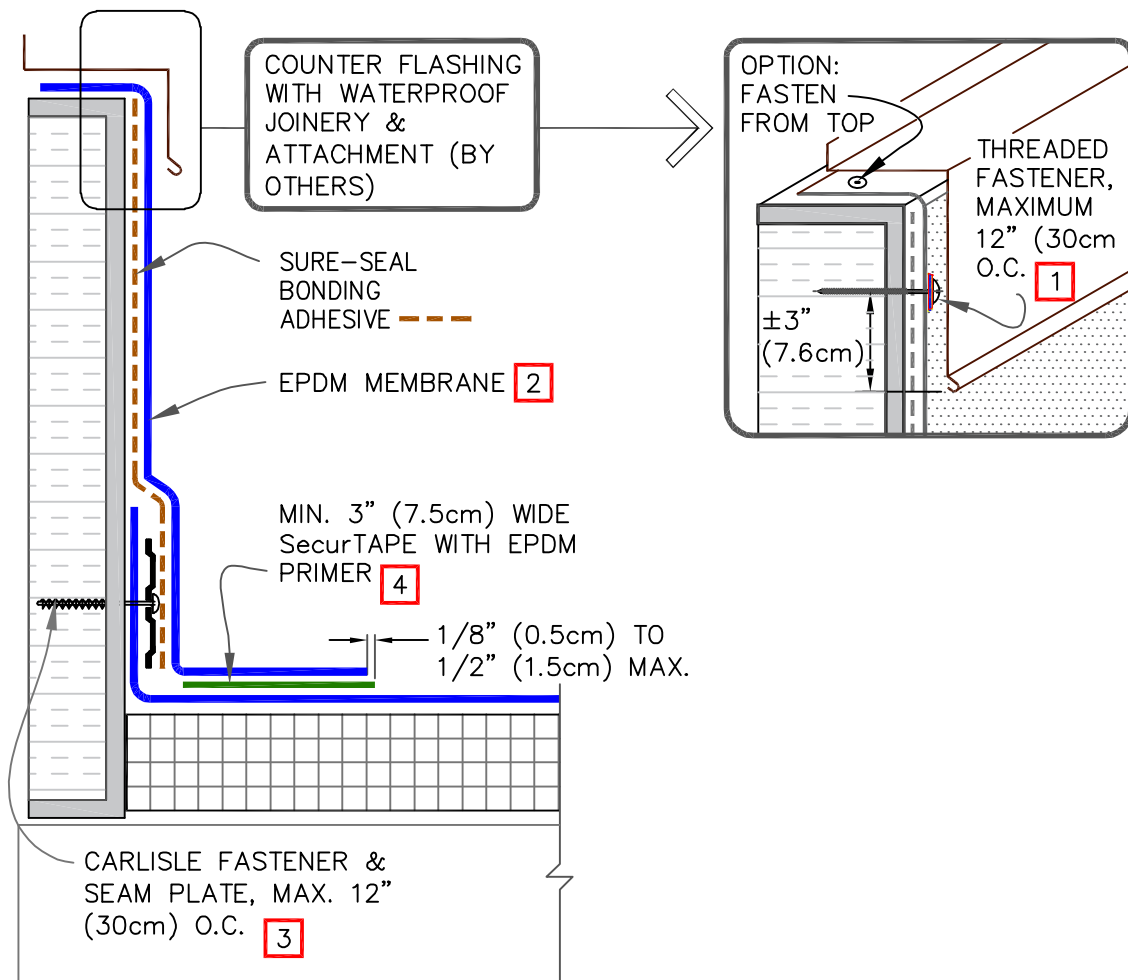 COUNTER FLASHING
WITH WATERPROOF
JOINERY &
ATTACHMENT (BY
OTHERS)
OPTION:
FASTEN
FROM TOP
THREADED
FASTENER,
MAXIMUM
12” (30cm
O.C. 1
±3”
(7.6cm)
SURE–SEAL
BONDING
ADHESIVE
EPDM MEMBRANE 2
MIN. 3” (7.5cm) WIDE
SecurTAPE WITH EPDM
PRIMER 4
1/8” (0.5cm) TO
1/2” (1.5cm) MAX.
CARLISLE FASTENER &
SEAM PLATE, MAX. 12”
(30cm) O.C. 3